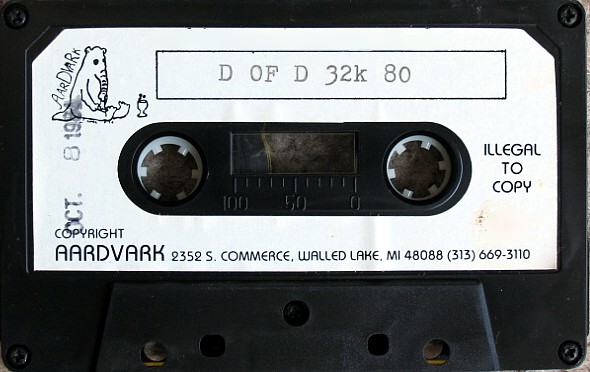 D OF D 32k 80
AARDVARK
OCT. 8
ILLEGAL
TO
COPY
100 50 0
COPYRIGHT
AARDVARK 2352 S. COMMERCE, WALLED LAKE, MI 48088 (313) 669-3110